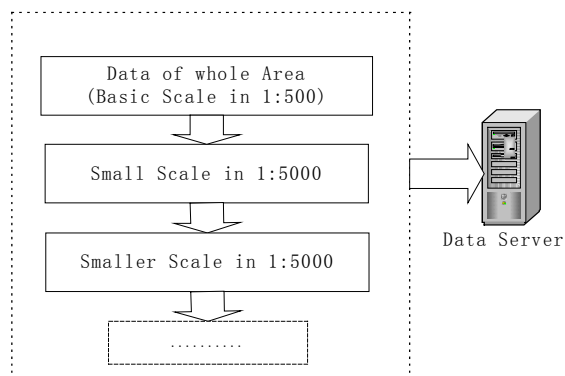 Data of whole Area
(Basic Scale in 1:500)
Small Scale in 1:5000
Smaller Scale in 1:5000
..........
Data Server